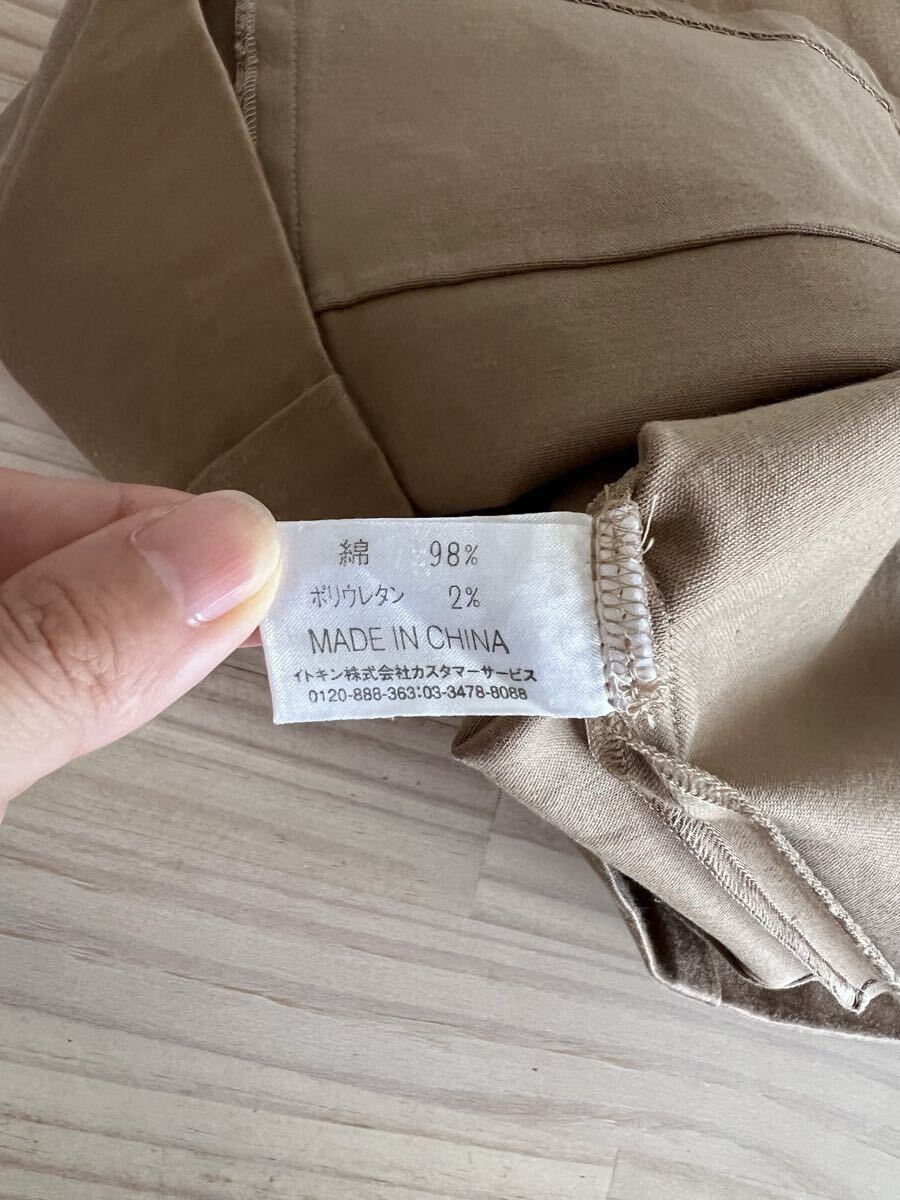 綿 98%
ポリウレタン 2%
MADE IN CHINA
イトキン株式会社カスタマーサービス
0120-888-363:03-3478-8088